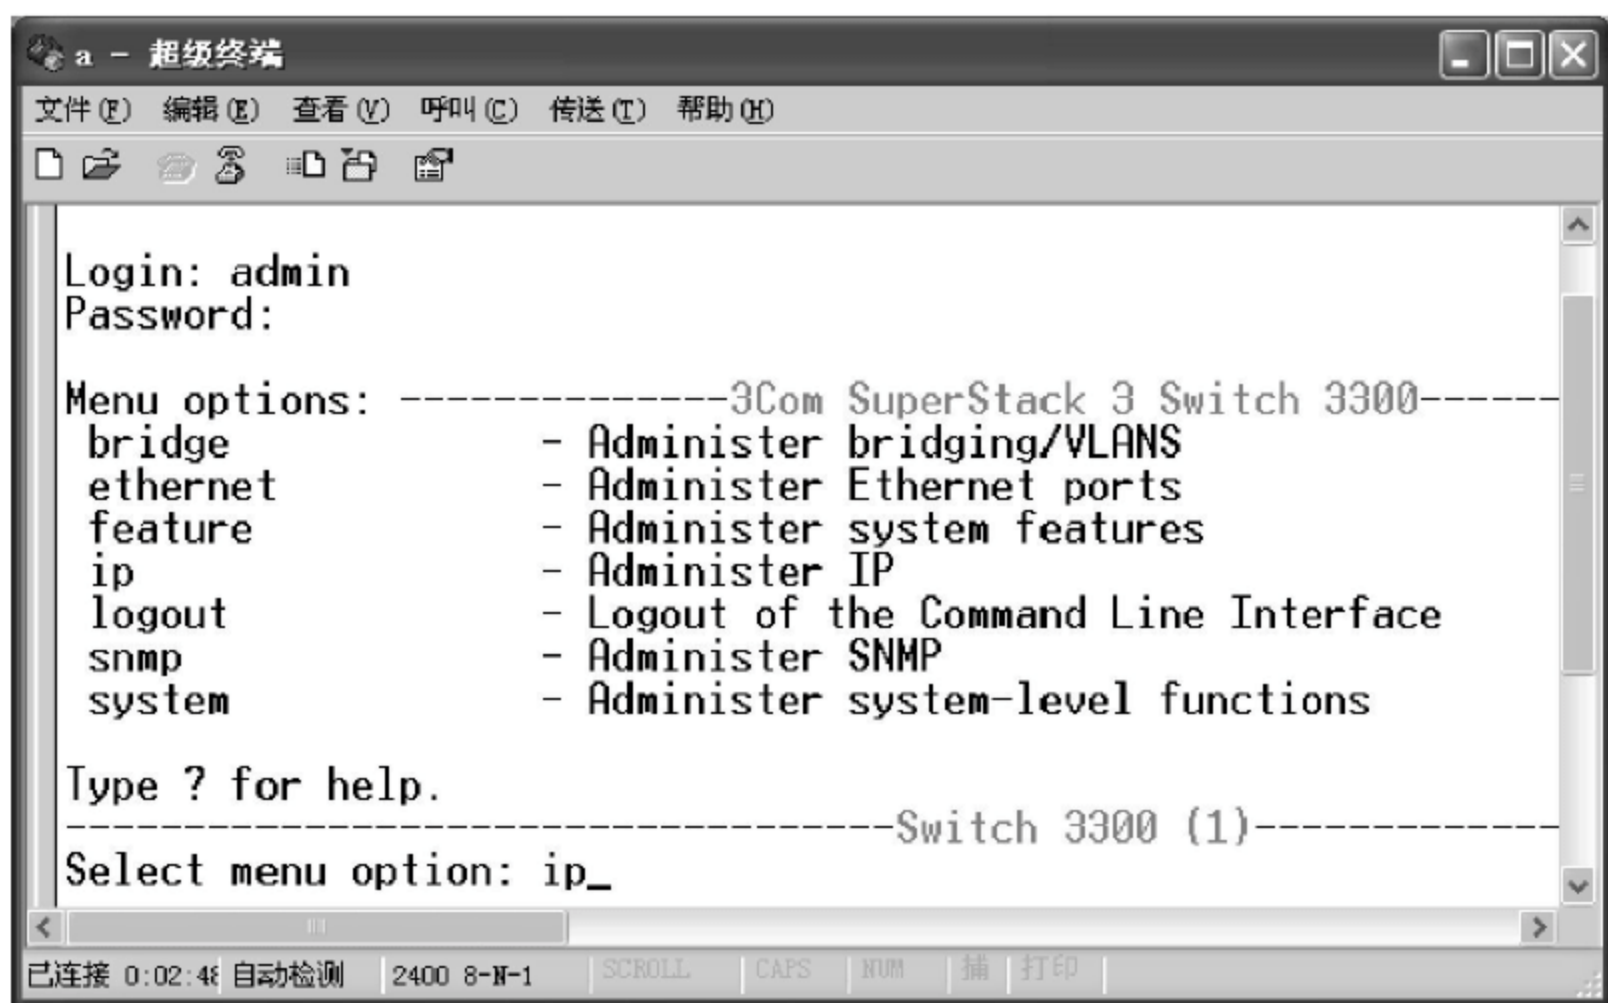 a - 超级终端
文件(F) 编辑(E) 查看(V) 呼叫(C) 传送(T) 帮助(H)
Login: admin
Password:
Menu options: --------------3Com SuperStack 3 Switch 3300------
bridge - Administer bridging/VLANS
ethernet - Administer Ethernet ports
feature - Administer system features
ip - Administer IP
logout - Logout of the Command Line Interface
snmp - Administer SNMP
system - Administer system-level functions
Type ? for help.
-----------------------------------Switch 3300 (1)-------------
Select menu option: ip_
已连接 0:02:48 自动检测 2400 8-N-1 SCROLL CAPS NUM 捕 打印